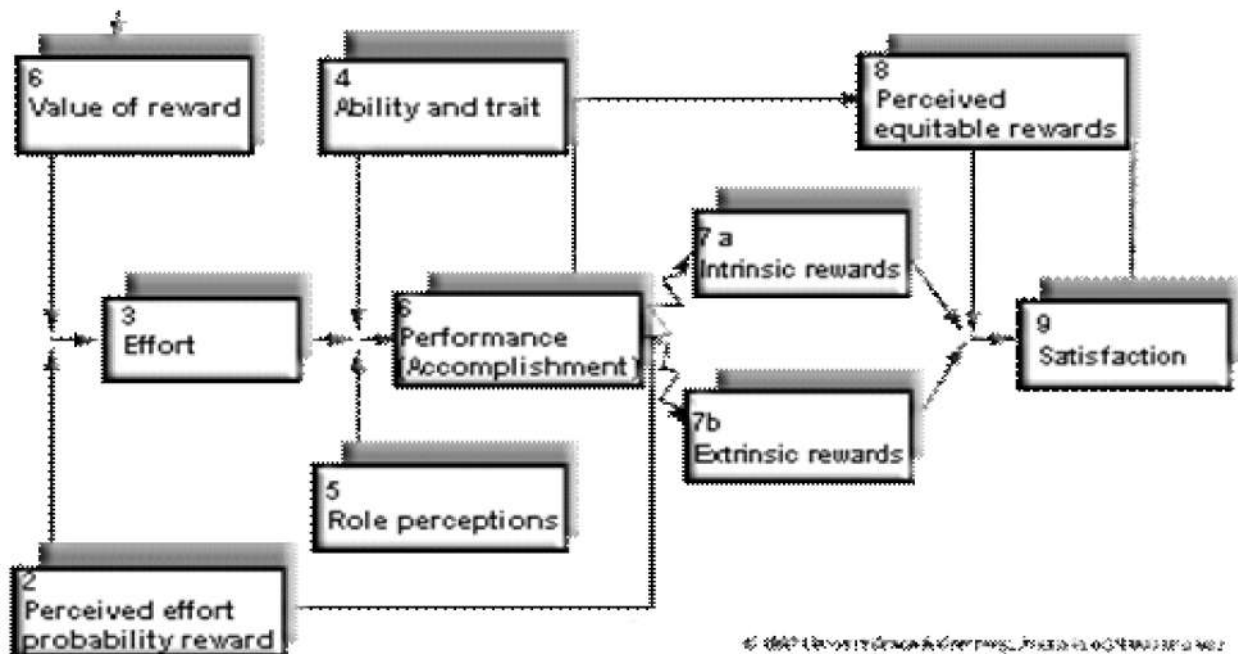 6
Value of reward
4
Ability and trait
8
Perceived
equitable rewards
7 a
Intrinsic rewards
3
Effort
6
Performance
(Accomplishment)
9
Satisfaction
7b
Extrinsic rewards
5
Role perceptions
2
Perceived effort
probability reward